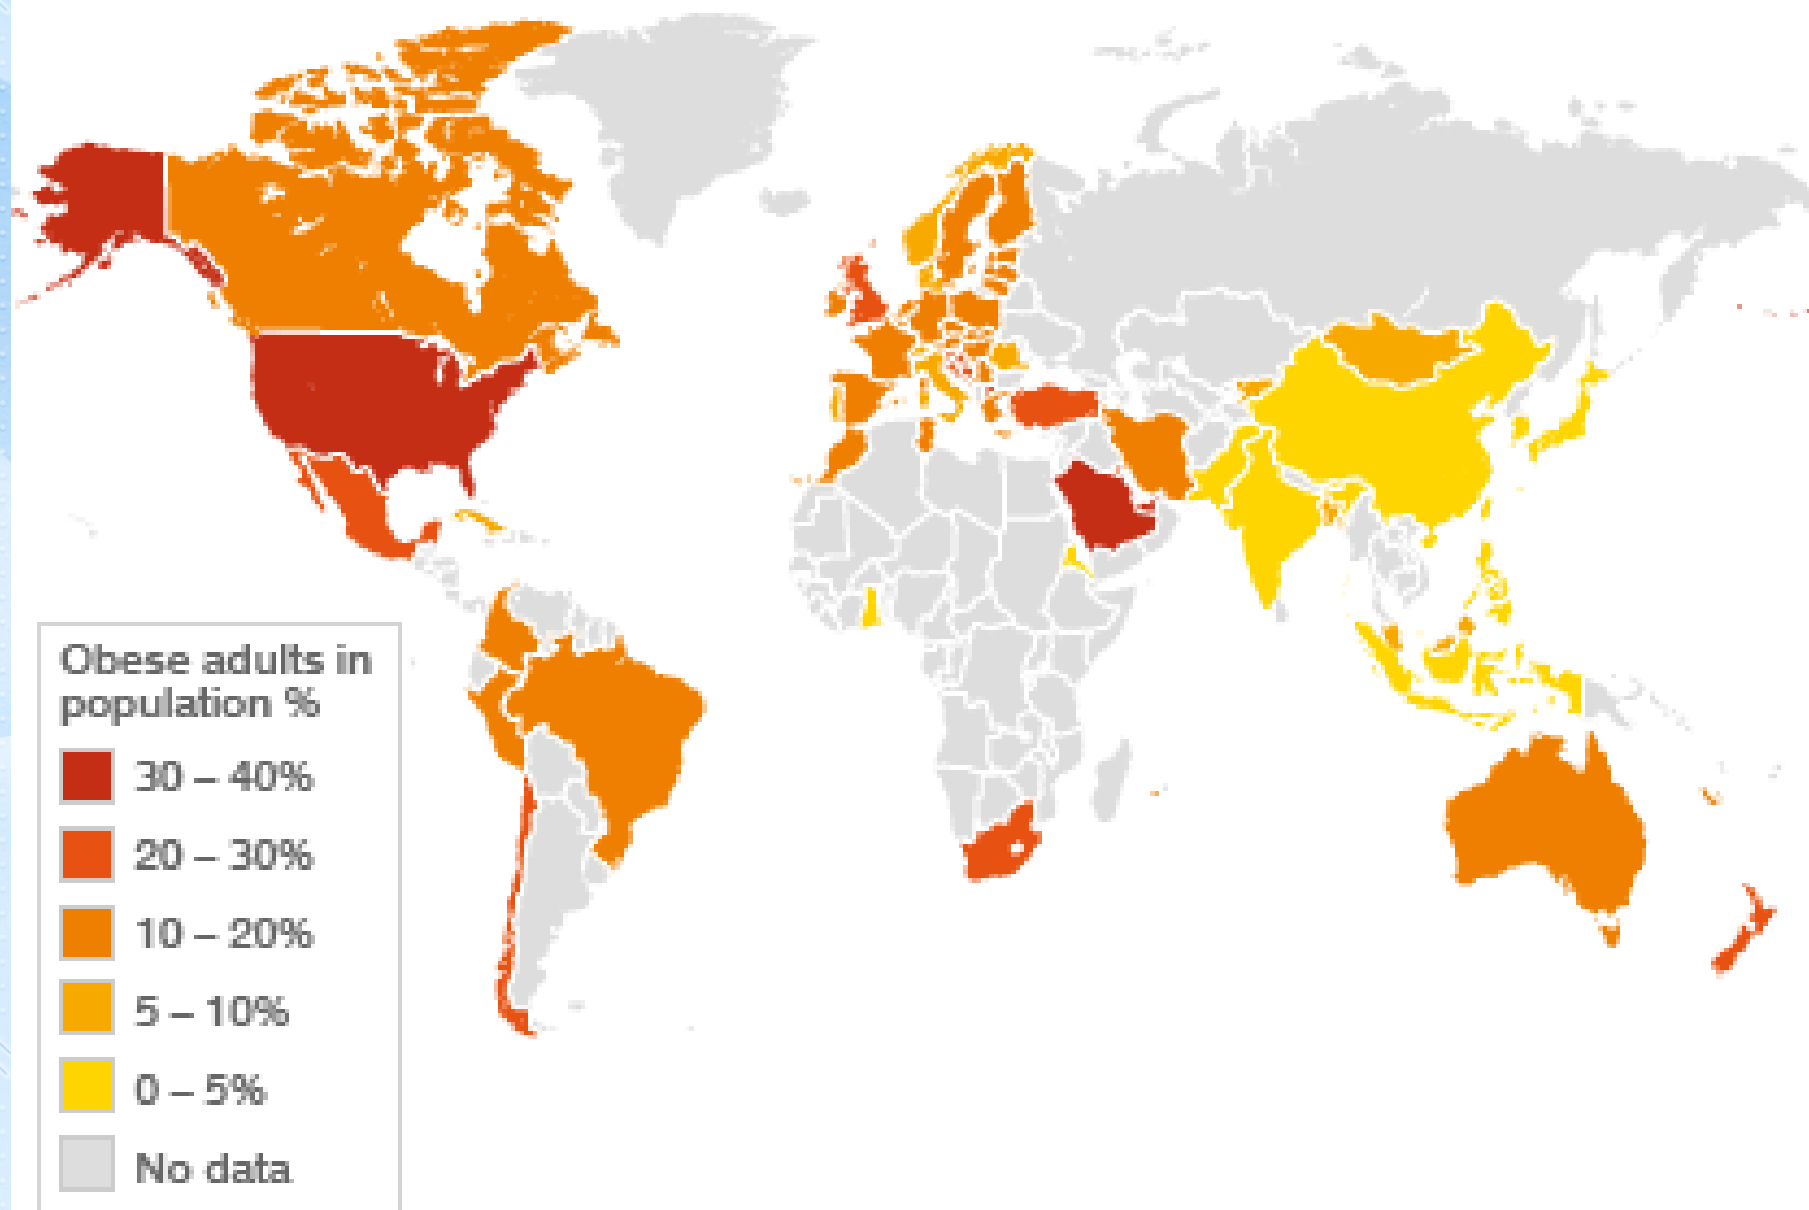 Obese adults in
population %
30 – 40%
20 – 30%
10 – 20%
5 – 10%
0 – 5%
No data